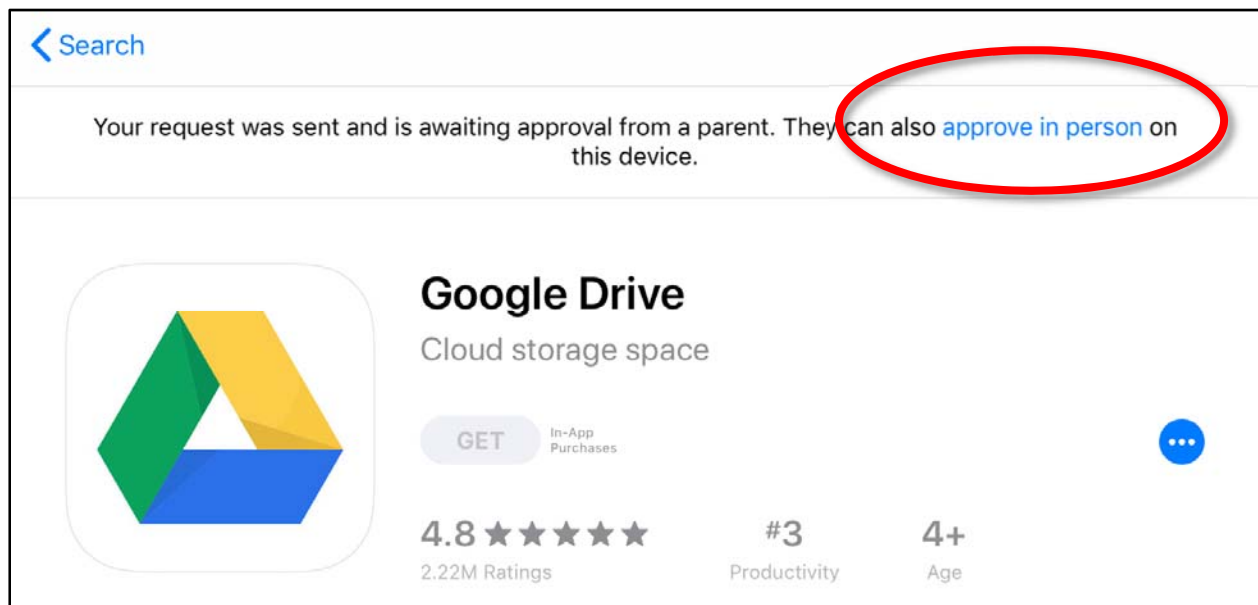 Search
Your request was sent and is awaiting approval from a parent. They can also approve in person on
this device.
Google Drive
Cloud storage space
GET
In-App
Purchases
4.8 ★★★★★
#3
4+
2.22M Ratings
Productivity
Age